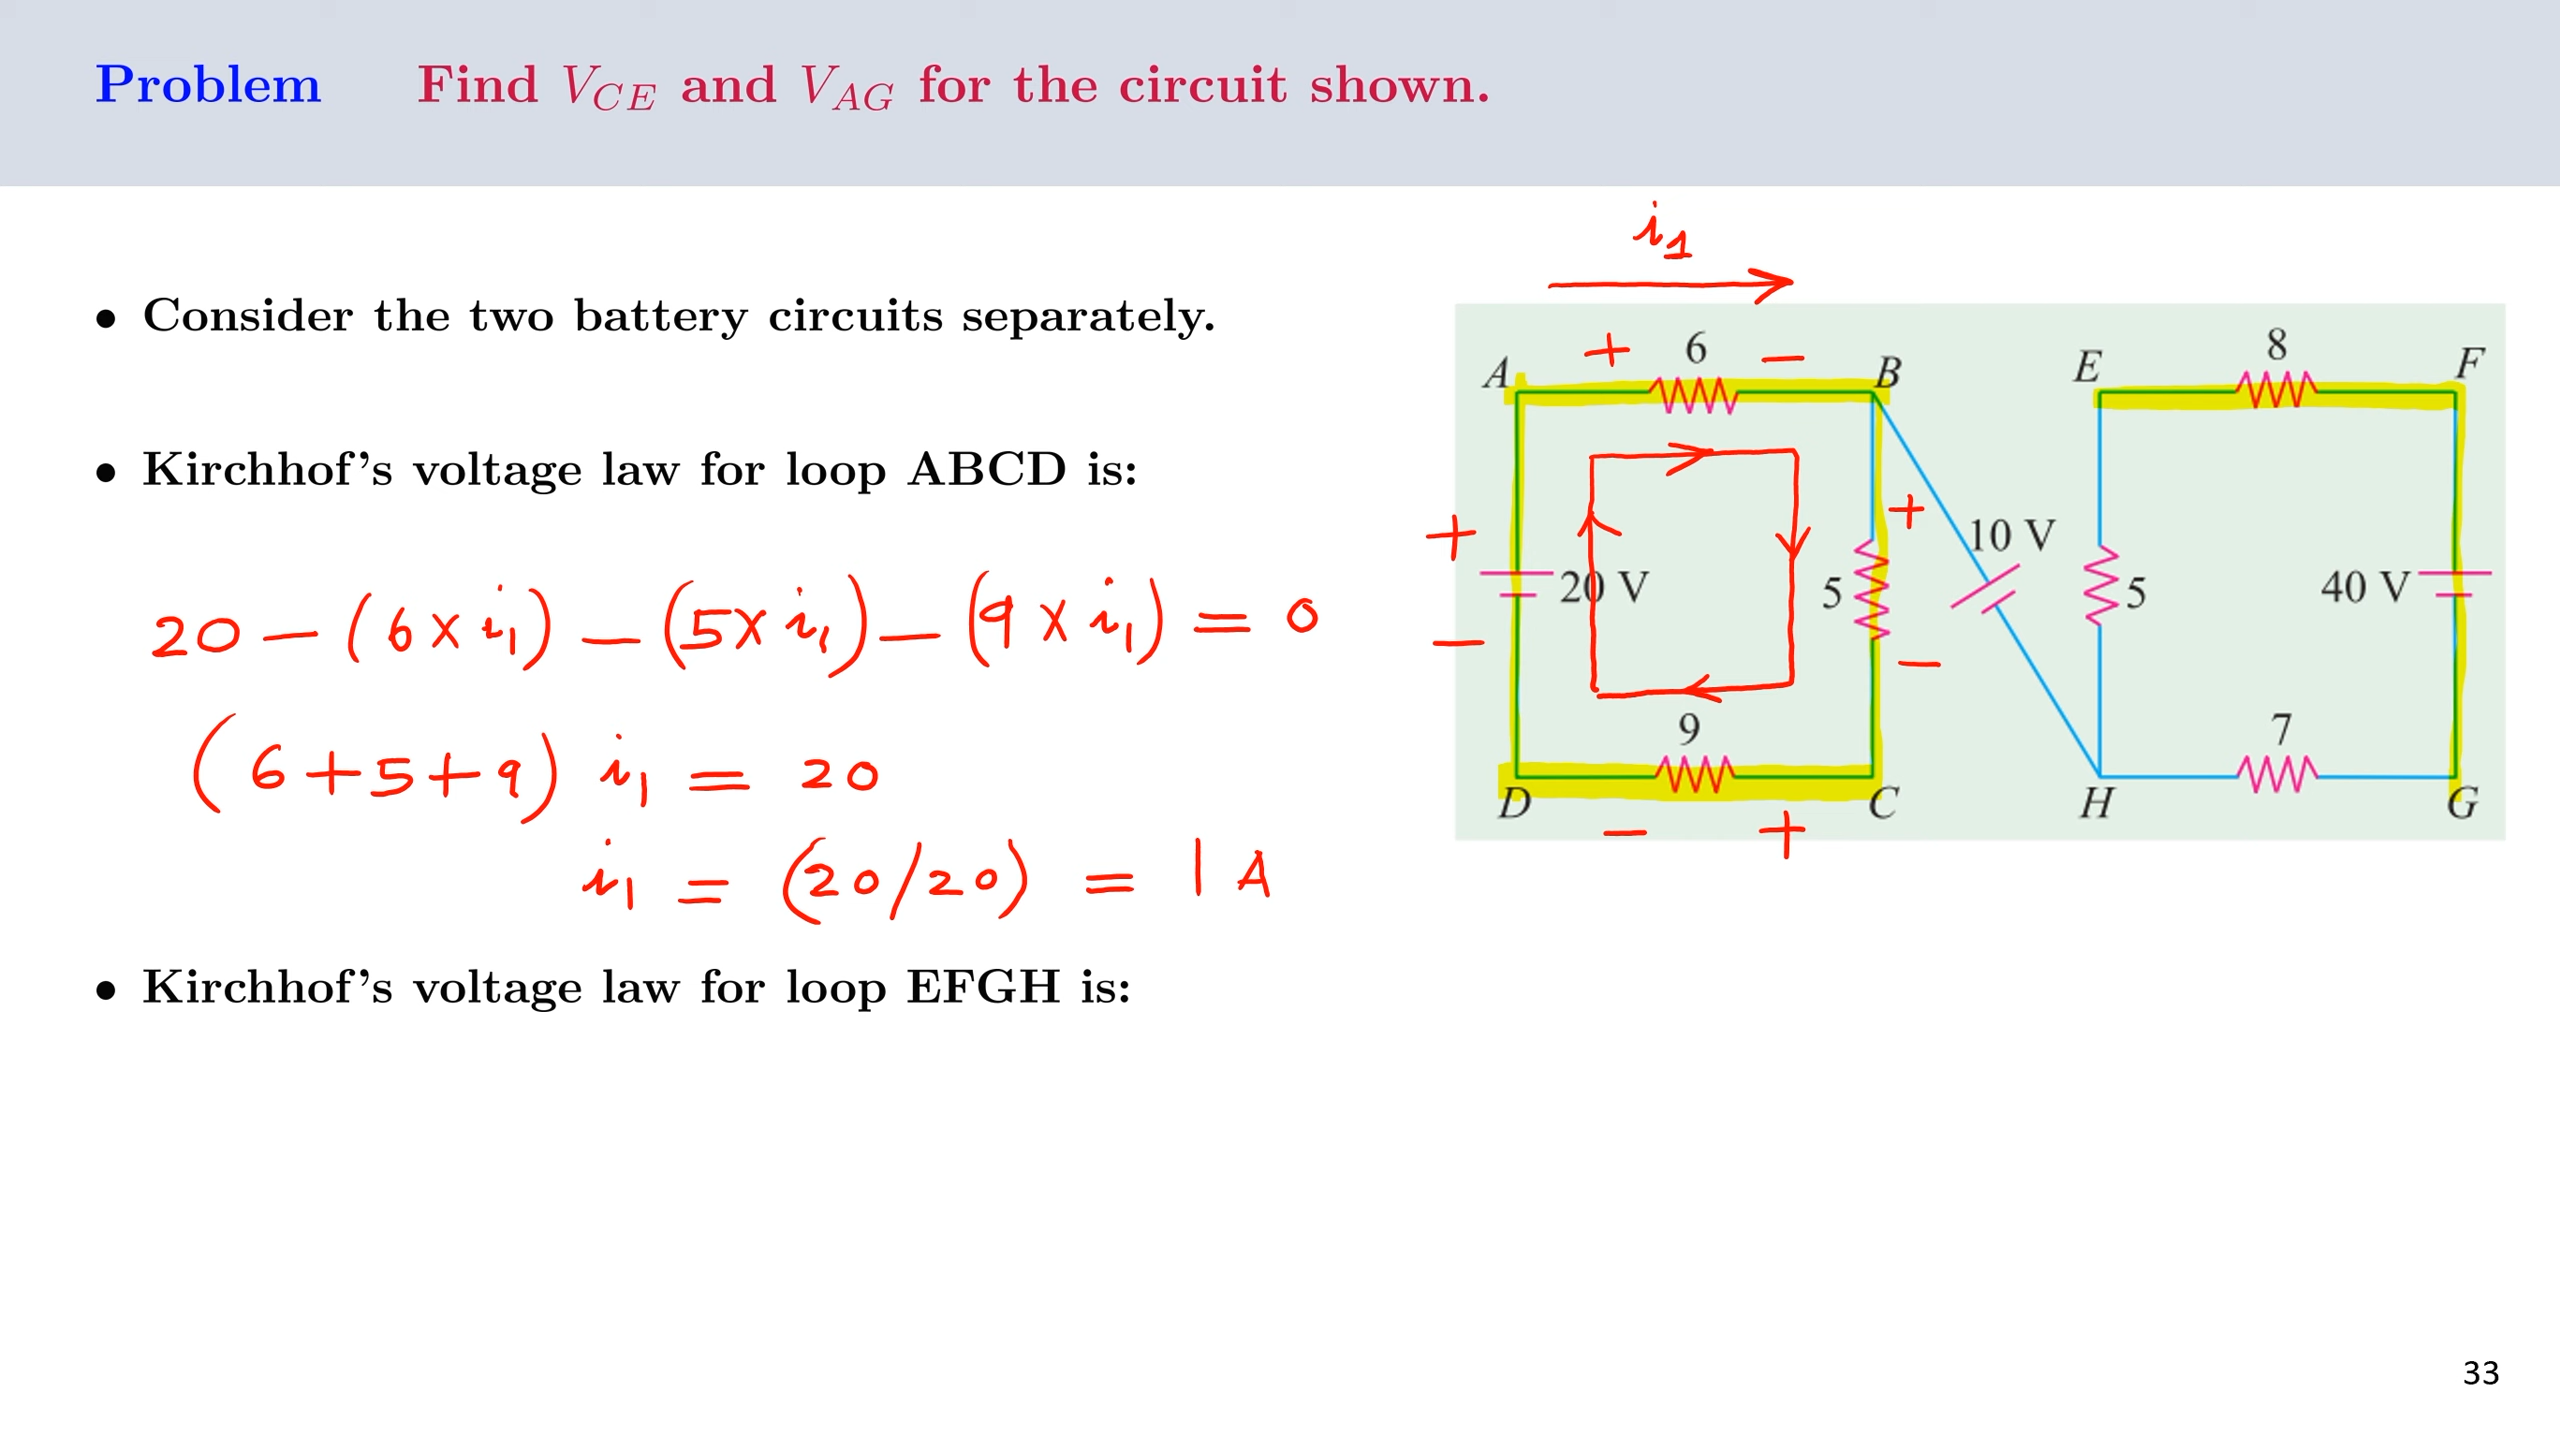 Problem Find V_CE and V_AG for the circuit shown.
• Consider the two battery circuits separately.
• Kirchhof's voltage law for loop ABCD is:
20 − (6 × i₁) − (5 × i₁) − (9 × i₁) = 0
(6 + 5 + 9) i₁ = 20
i₁ = (20/20) = 1 A
• Kirchhof's voltage law for loop EFGH is:
i₁
+ 6 −
A B E 8 F
+ + 10 V
20 V 5 5 40 V
− −
9 7
D C H G
− +
33